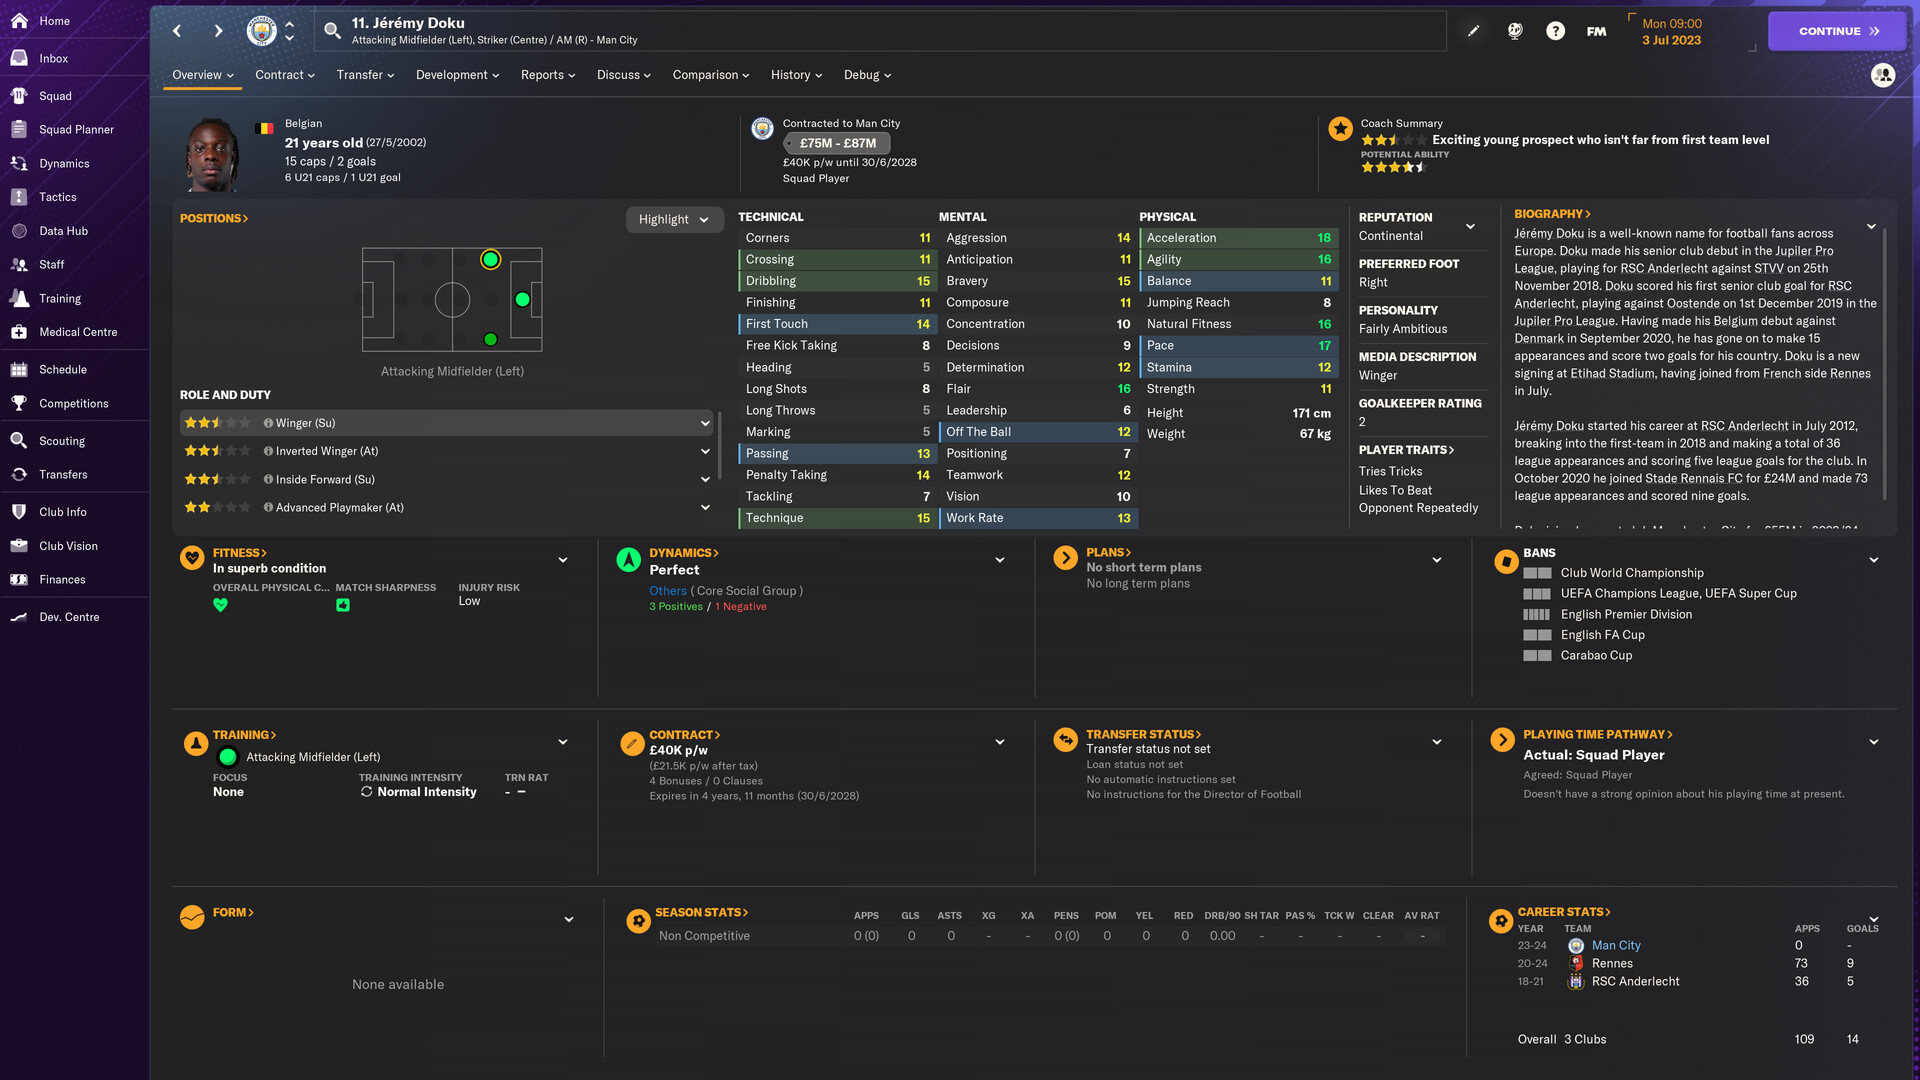 Home
Inbox
Squad
Squad Planner
Dynamics
Tactics
Data Hub
Staff
Training
Medical Centre
Schedule
Competitions
Scouting
Transfers
Club Info
Club Vision
Finances
Dev. Centre
11. Jérémy Doku
Attacking Midfielder (Left), Striker (Centre) / AM (R) - Man City
FM
Mon 09:00
3 Jul 2023
CONTINUE
Overview Contract Transfer Development Reports Discuss Comparison History Debug
Belgian
21 years old (27/5/2002)
15 caps / 2 goals
6 U21 caps / 1 U21 goal
Contracted to Man City
£75M - £87M
£40K p/w until 30/6/2028
Squad Player
Coach Summary
Exciting young prospect who isn't far from first team level
POTENTIAL ABILITY
POSITIONS
Highlight
Attacking Midfielder (Left)
ROLE AND DUTY
Winger (Su)
Inverted Winger (At)
Inside Forward (Su)
Advanced Playmaker (At)
TECHNICAL
Corners 11
Crossing 11
Dribbling 15
Finishing 11
First Touch 14
Free Kick Taking 8
Heading 5
Long Shots 8
Long Throws 5
Marking 5
Passing 13
Penalty Taking 14
Tackling 7
Technique 15
MENTAL
Aggression 14
Anticipation 11
Bravery 15
Composure 11
Concentration 10
Decisions 9
Determination 12
Flair 16
Leadership 6
Off The Ball 12
Positioning 7
Teamwork 12
Vision 10
Work Rate 13
PHYSICAL
Acceleration 18
Agility 16
Balance 11
Jumping Reach 8
Natural Fitness 16
Pace 17
Stamina 12
Strength 11
Height 171 cm
Weight 67 kg
REPUTATION
Continental
PREFERRED FOOT
Right
PERSONALITY
Fairly Ambitious
MEDIA DESCRIPTION
Winger
GOALKEEPER RATING
2
PLAYER TRAITS
Tries Tricks
Likes To Beat
Opponent Repeatedly
BIOGRAPHY
Jérémy Doku is a well-known name for football fans across
Europe. Doku made his senior club debut in the Jupiler Pro
League, playing for RSC Anderlecht against STVV on 25th
November 2018. Doku scored his first senior club goal for RSC
Anderlecht, playing against Oostende on 1st December 2019 in the
Jupiler Pro League. Having made his Belgium debut against
Denmark in September 2020, he has gone on to make 15
appearances and score two goals for his country. Doku is a new
signing at Etihad Stadium, having joined from French side Rennes
in July.
Jérémy Doku started his career at RSC Anderlecht in July 2012,
breaking into the first-team in 2018 and making a total of 36
league appearances and scoring five league goals for the club. In
October 2020 he joined Stade Rennais FC for £24M and made 73
league appearances and scored nine goals.
FITNESS
In superb condition
OVERALL PHYSICAL C... MATCH SHARPNESS INJURY RISK
Low
DYNAMICS
Perfect
Others ( Core Social Group )
3 Positives / 1 Negative
PLANS
No short term plans
No long term plans
BANS
Club World Championship
UEFA Champions League, UEFA Super Cup
English Premier Division
English FA Cup
Carabao Cup
TRAINING
Attacking Midfielder (Left)
FOCUS TRAINING INTENSITY TRN RAT
None Normal Intensity - –
CONTRACT
£40K p/w
(£21.5K p/w after tax)
4 Bonuses / 0 Clauses
Expires in 4 years, 11 months (30/6/2028)
TRANSFER STATUS
Transfer status not set
Loan status not set
No automatic instructions set
No instructions for the Director of Football
PLAYING TIME PATHWAY
Actual: Squad Player
Agreed: Squad Player
Doesn't have a strong opinion about his playing time at present.
FORM
None available
SEASON STATS APPS GLS ASTS XG XA PENS POM YEL RED DRB/90 SH TAR PAS % TCK W CLEAR AV RAT
Non Competitive 0 (0) 0 0 - - 0 (0) 0 0 0 0.00 - - - - -
CAREER STATS
YEAR TEAM APPS GOALS
23-24 Man City 0 -
20-24 Rennes 73 9
18-21 RSC Anderlecht 36 5
Overall 3 Clubs 109 14